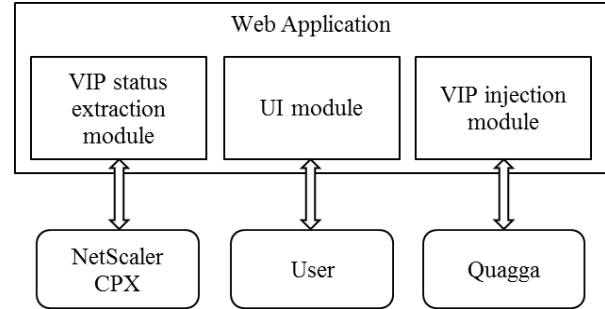 Web Application
VIP status
extraction
module
UI module
VIP injection
module
NetScaler
CPX
User
Quagga